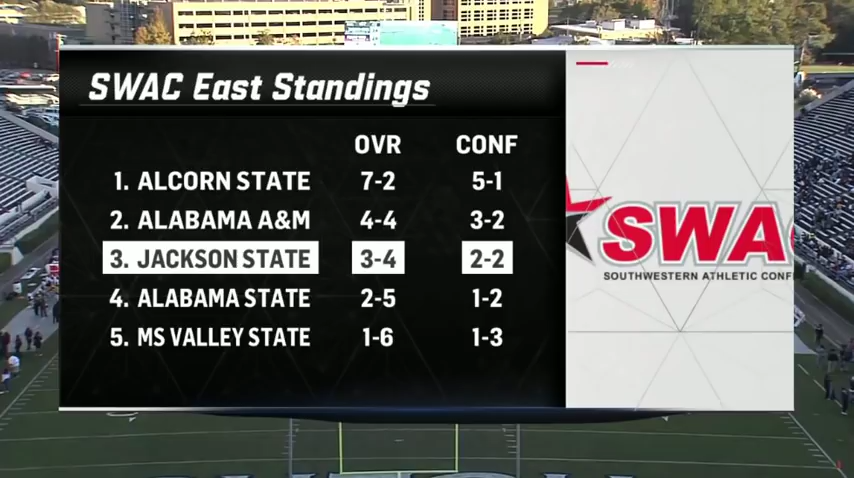 SWAC East Standings
OVR CONF
1. ALCORN STATE 7-2 5-1
2. ALABAMA A&M 4-4 3-2
3. JACKSON STATE 3-4 2-2
4. ALABAMA STATE 2-5 1-2
5. MS VALLEY STATE 1-6 1-3
SWA
SOUTHWESTERN ATHLETIC CONF